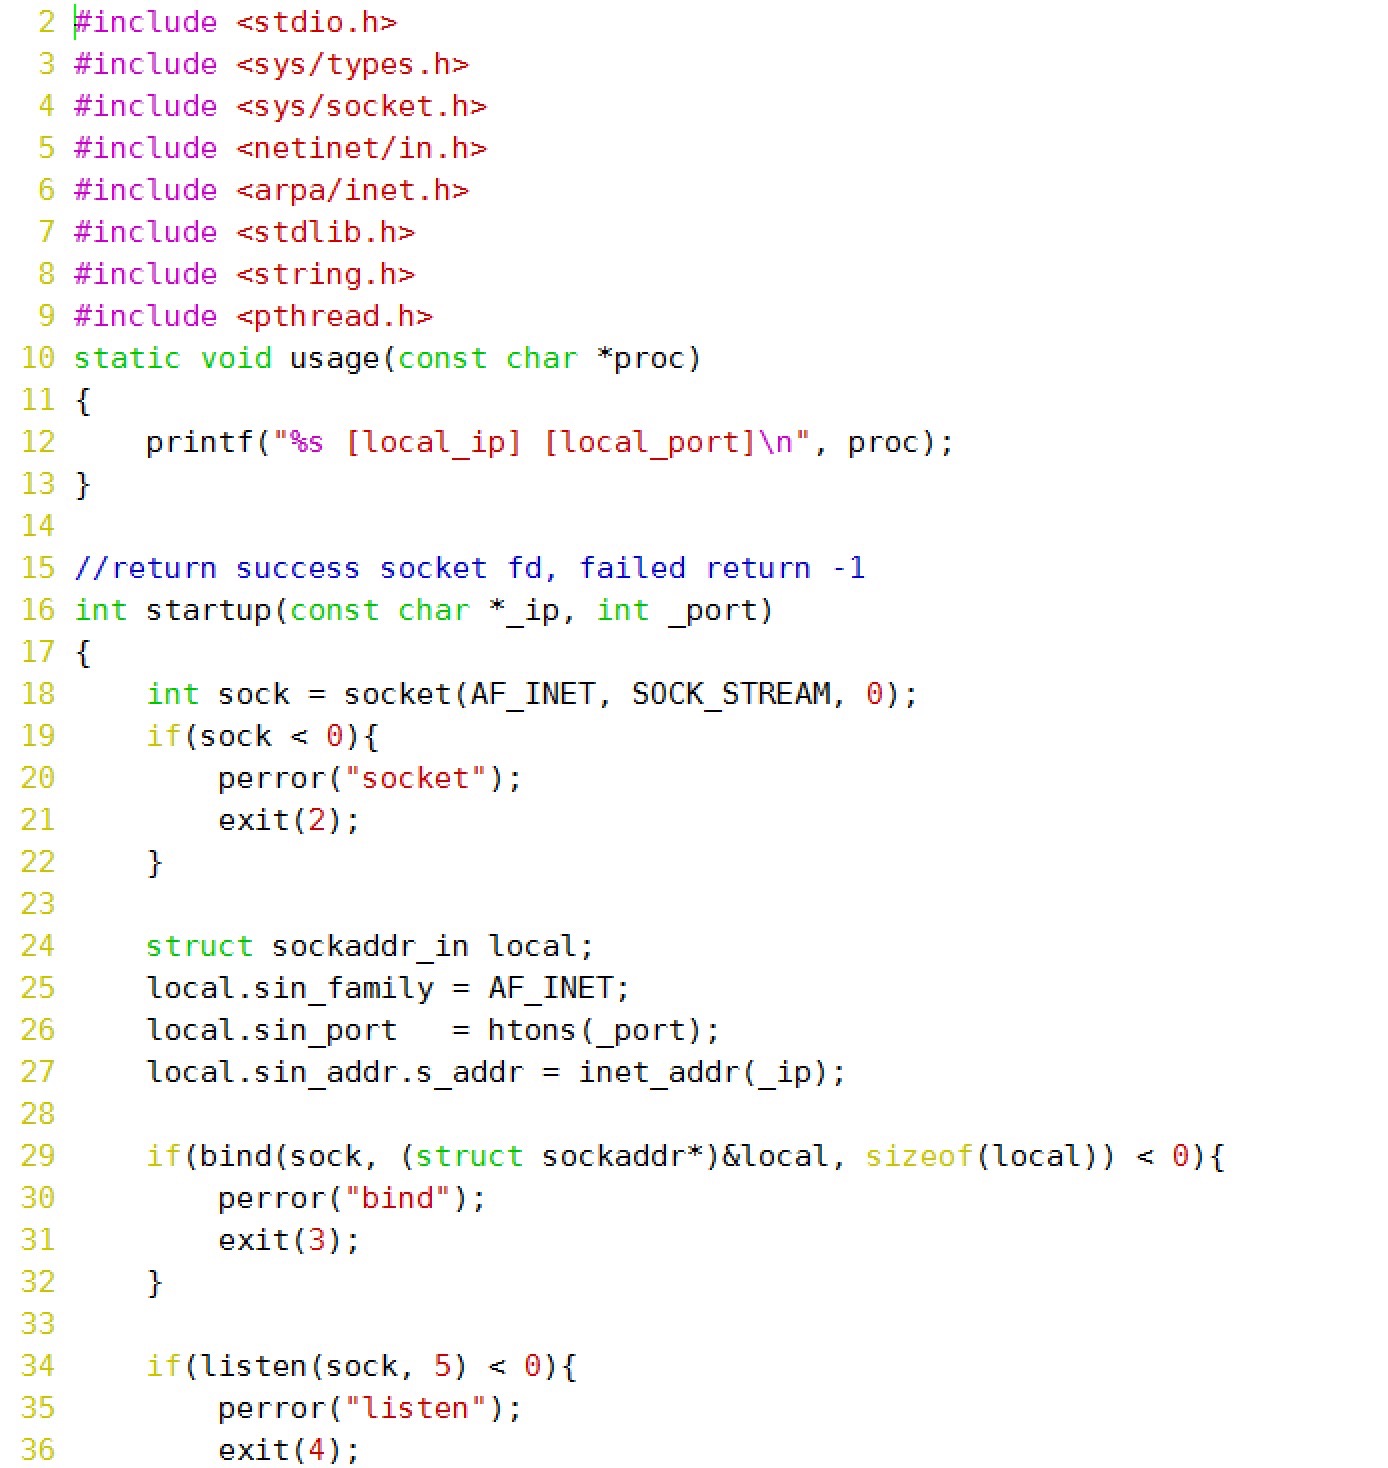 2 #include <stdio.h>
3 #include <sys/types.h>
4 #include <sys/socket.h>
5 #include <netinet/in.h>
6 #include <arpa/inet.h>
7 #include <stdlib.h>
8 #include <string.h>
9 #include <pthread.h>
10 static void usage(const char *proc)
11 {
12     printf("%s [local_ip] [local_port]\n", proc);
13 }
14
15 //return success socket fd, failed return -1
16 int startup(const char *_ip, int _port)
17 {
18     int sock = socket(AF_INET, SOCK_STREAM, 0);
19     if(sock < 0){
20         perror("socket");
21         exit(2);
22     }
23
24     struct sockaddr_in local;
25     local.sin_family = AF_INET;
26     local.sin_port   = htons(_port);
27     local.sin_addr.s_addr = inet_addr(_ip);
28
29     if(bind(sock, (struct sockaddr*)&local, sizeof(local)) < 0){
30         perror("bind");
31         exit(3);
32     }
33
34     if(listen(sock, 5) < 0){
35         perror("listen");
36         exit(4);